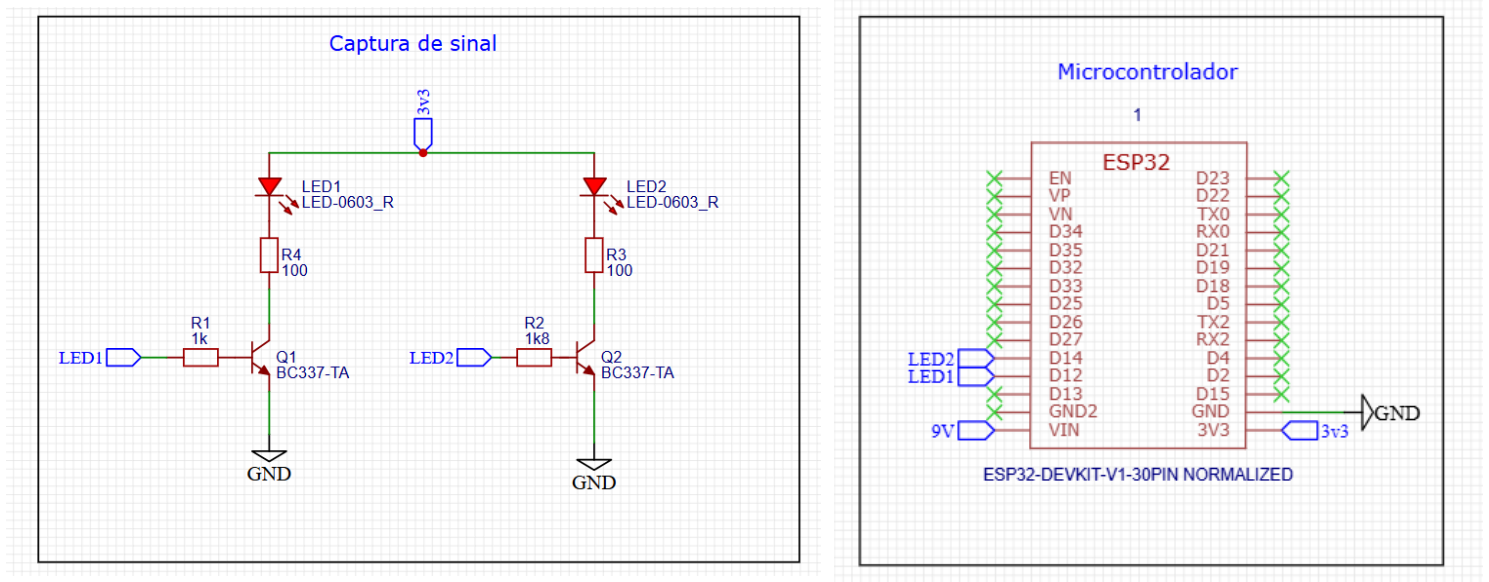 Captura de sinal
3v3
LED1
LED-0603_R
LED2
LED-0603_R
R4
100
R3
100
R1
1k
R2
1k8
LED1
Q1
BC337-TA
LED2
Q2
BC337-TA
GND
GND
Microcontrolador
1
ESP32
EN D23
VP D22
VN TX0
D34 RX0
D35 D21
D32 D19
D33 D18
D25 D5
D26 TX2
D27 RX2
LED2 D14 D4
LED1 D12 D2
D13 D15
GND2 GND GND
9V VIN 3V3 3v3
ESP32-DEVKIT-V1-30PIN NORMALIZED